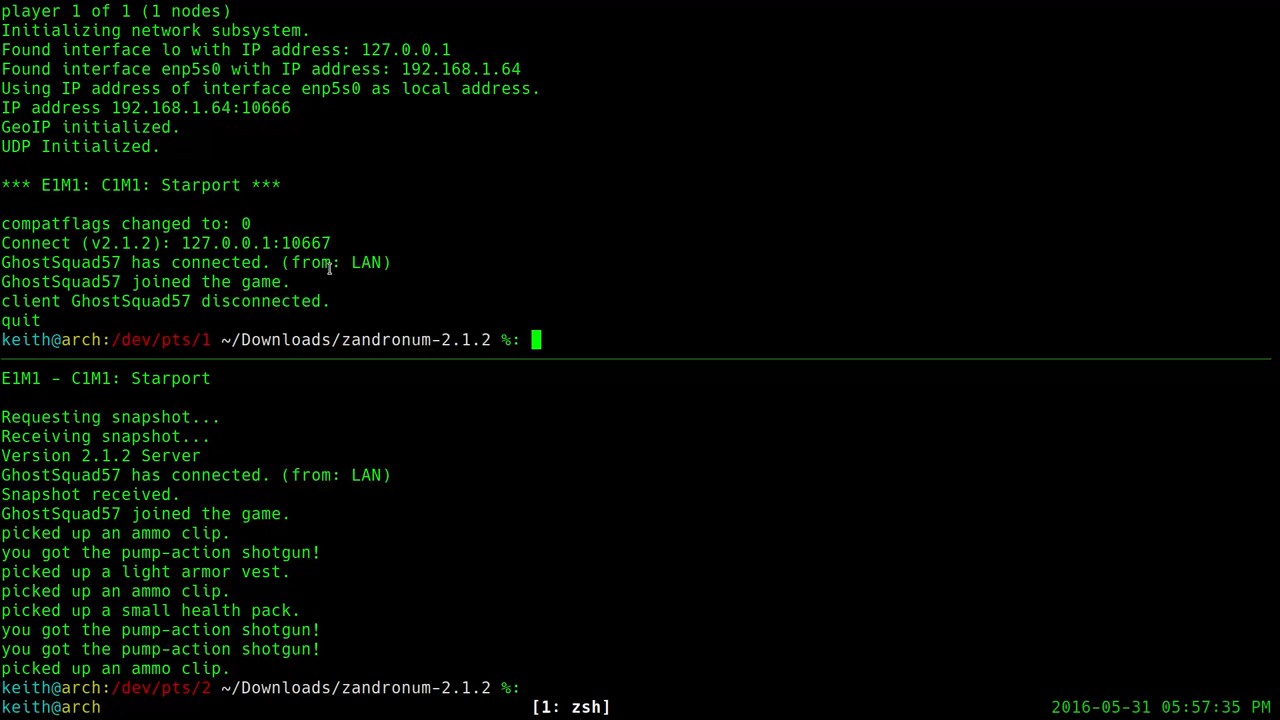 player 1 of 1 (1 nodes)
Initializing network subsystem.
Found interface lo with IP address: 127.0.0.1
Found interface enp5s0 with IP address: 192.168.1.64
Using IP address of interface enp5s0 as local address.
IP address 192.168.1.64:10666
GeoIP initialized.
UDP Initialized.
*** E1M1: C1M1: Starport ***
compatflags changed to: 0
Connect (v2.1.2): 127.0.0.1:10667
GhostSquad57 has connected. (from: LAN)
GhostSquad57 joined the game.
client GhostSquad57 disconnected.
quit
keith@arch:/dev/pts/1 ~/Downloads/zandronum-2.1.2 %:
E1M1 - C1M1: Starport
Requesting snapshot...
Receiving snapshot...
Version 2.1.2 Server
GhostSquad57 has connected. (from: LAN)
Snapshot received.
GhostSquad57 joined the game.
picked up an ammo clip.
you got the pump-action shotgun!
picked up a light armor vest.
picked up an ammo clip.
picked up a small health pack.
you got the pump-action shotgun!
you got the pump-action shotgun!
picked up an ammo clip.
keith@arch:/dev/pts/2 ~/Downloads/zandronum-2.1.2 %:
keith@arch [1: zsh] 2016-05-31 05:57:35 PM